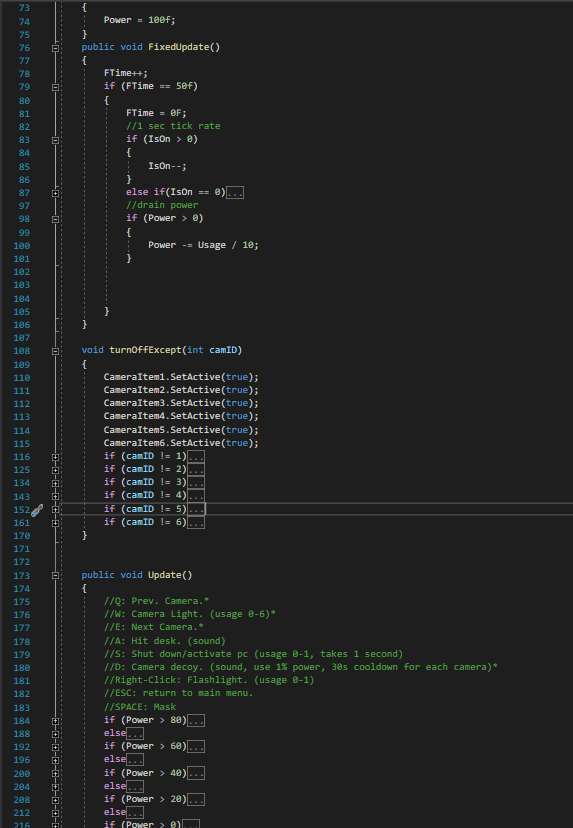 73 {
74 Power = 100f;
75 }
76 public void FixedUpdate()
77 {
78 FTime++;
79 if (FTime == 50f)
80 {
81 FTime = 0F;
82 //1 sec tick rate
83 if (IsOn > 0)
84 {
85 IsOn--;
86 }
87 else if(IsOn == 0)...
97 //drain power
98 if (Power > 0)
99 {
100 Power -= Usage / 10;
101 }
102
103
104
105 }
106 }
107
108 void turnOffExcept(int camID)
109 {
110 CameraItem1.SetActive(true);
111 CameraItem2.SetActive(true);
112 CameraItem3.SetActive(true);
113 CameraItem4.SetActive(true);
114 CameraItem5.SetActive(true);
115 CameraItem6.SetActive(true);
116 if (camID != 1)...
125 if (camID != 2)...
134 if (camID != 3)...
143 if (camID != 4)...
152 if (camID != 5)...
161 if (camID != 6)...
170 }
171
172
173 public void Update()
174 {
175 //Q: Prev. Camera.*
176 //W: Camera Light. (usage 0-6)*
177 //E: Next Camera.*
178 //A: Hit desk. (sound)
179 //S: Shut down/activate pc (usage 0-1, takes 1 second)
180 //D: Camera decoy. (sound, use 1% power, 30s cooldown for each camera)*
181 //Right-Click: Flashlight. (usage 0-1)
182 //ESC: return to main menu.
183 //SPACE: Mask
184 if (Power > 80)...
188 else...
192 if (Power > 60)...
196 else...
200 if (Power > 40)...
204 else...
208 if (Power > 20)...
212 else...
216 if (Power > 0)...